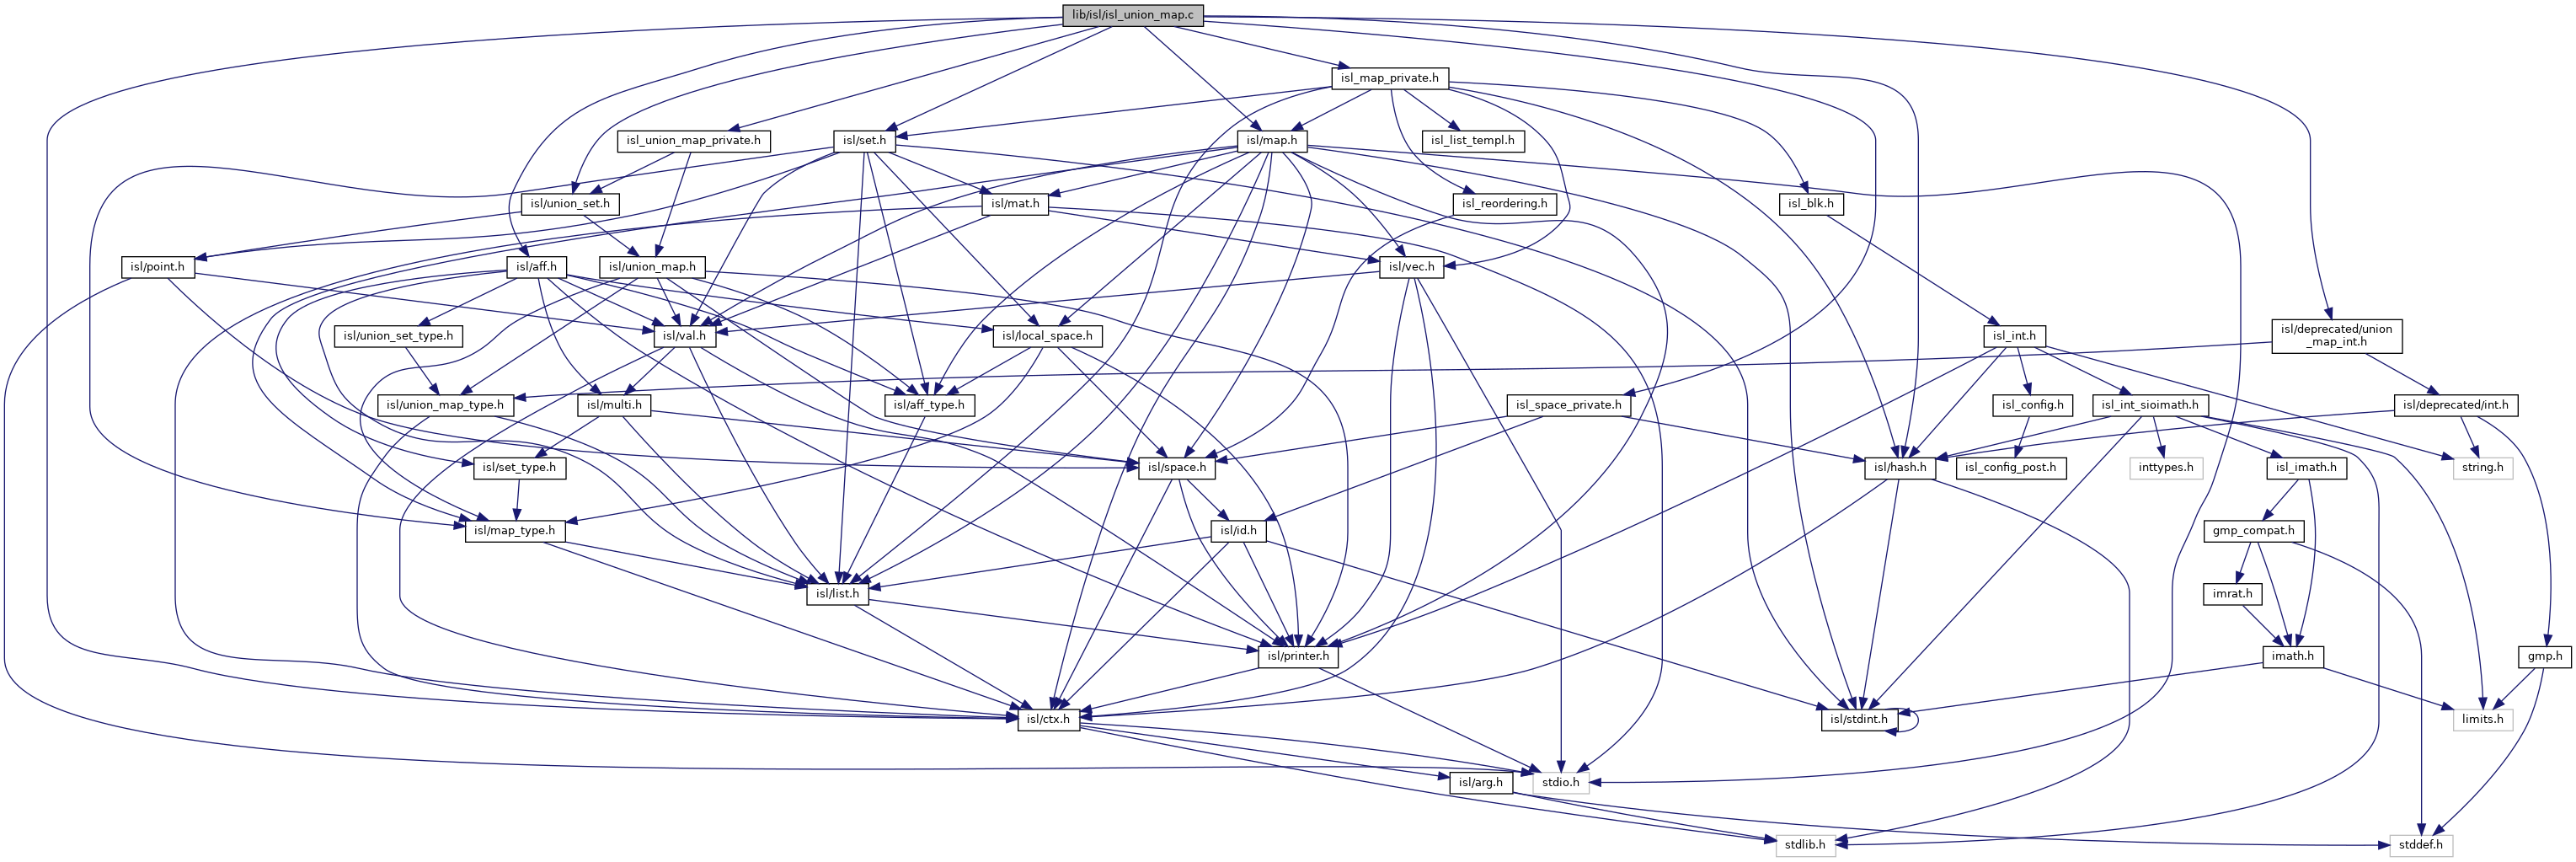 lib/isl/isl_union_map.c
isl_map_private.h
isl_union_map_private.h
isl/set.h
isl/map.h
isl_list_templ.h
isl/union_set.h
isl/mat.h
isl_reordering.h
isl_blk.h
isl/point.h
isl/aff.h
isl/union_map.h
isl/vec.h
isl/union_set_type.h
isl/val.h
isl/local_space.h
isl_int.h
isl/deprecated/union
_map_int.h
isl/union_map_type.h
isl/multi.h
isl/aff_type.h
isl_space_private.h
isl_config.h
isl_int_sioimath.h
isl/deprecated/int.h
isl/set_type.h
isl/space.h
isl/hash.h
isl_config_post.h
inttypes.h
isl_imath.h
string.h
isl/map_type.h
isl/id.h
gmp_compat.h
isl/list.h
imrat.h
isl/printer.h
imath.h
gmp.h
isl/ctx.h
isl/stdint.h
limits.h
isl/arg.h
stdio.h
stdlib.h
stddef.h